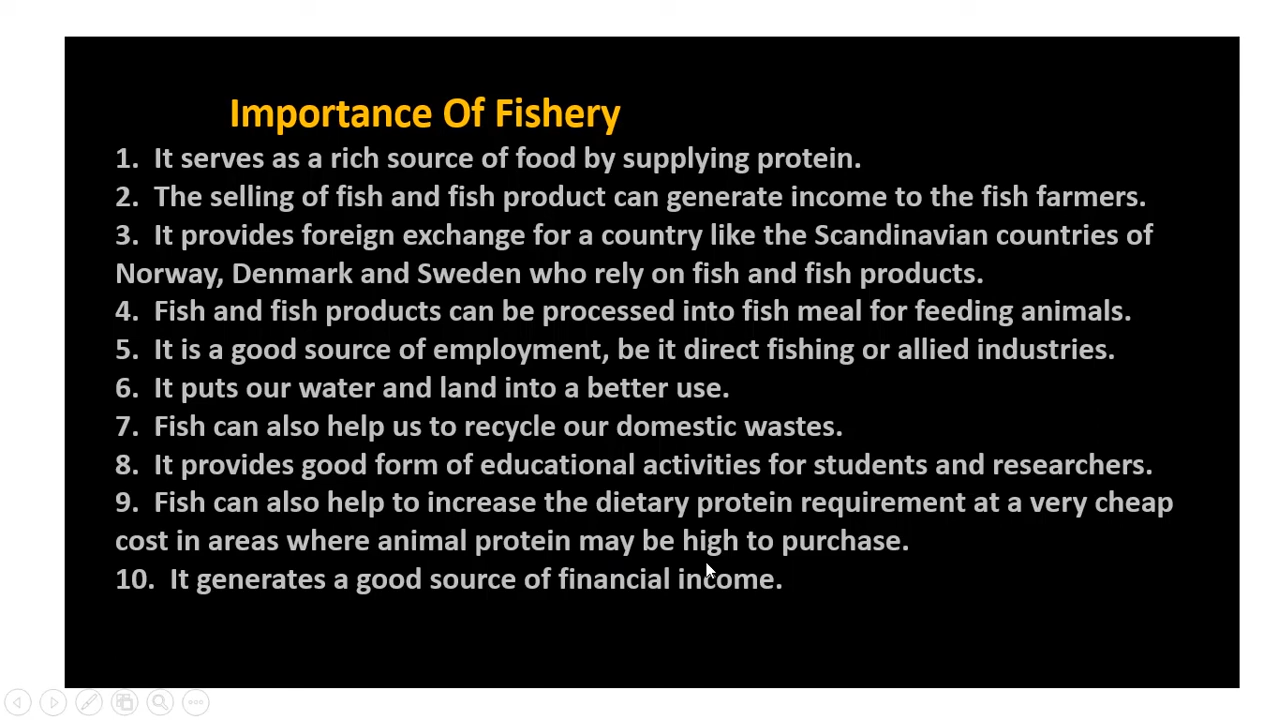 Importance Of Fishery
1. It serves as a rich source of food by supplying protein.
2. The selling of fish and fish product can generate income to the fish farmers.
3. It provides foreign exchange for a country like the Scandinavian countries of
Norway, Denmark and Sweden who rely on fish and fish products.
4. Fish and fish products can be processed into fish meal for feeding animals.
5. It is a good source of employment, be it direct fishing or allied industries.
6. It puts our water and land into a better use.
7. Fish can also help us to recycle our domestic wastes.
8. It provides good form of educational activities for students and researchers.
9. Fish can also help to increase the dietary protein requirement at a very cheap
cost in areas where animal protein may be high to purchase.
10. It generates a good source of financial income.